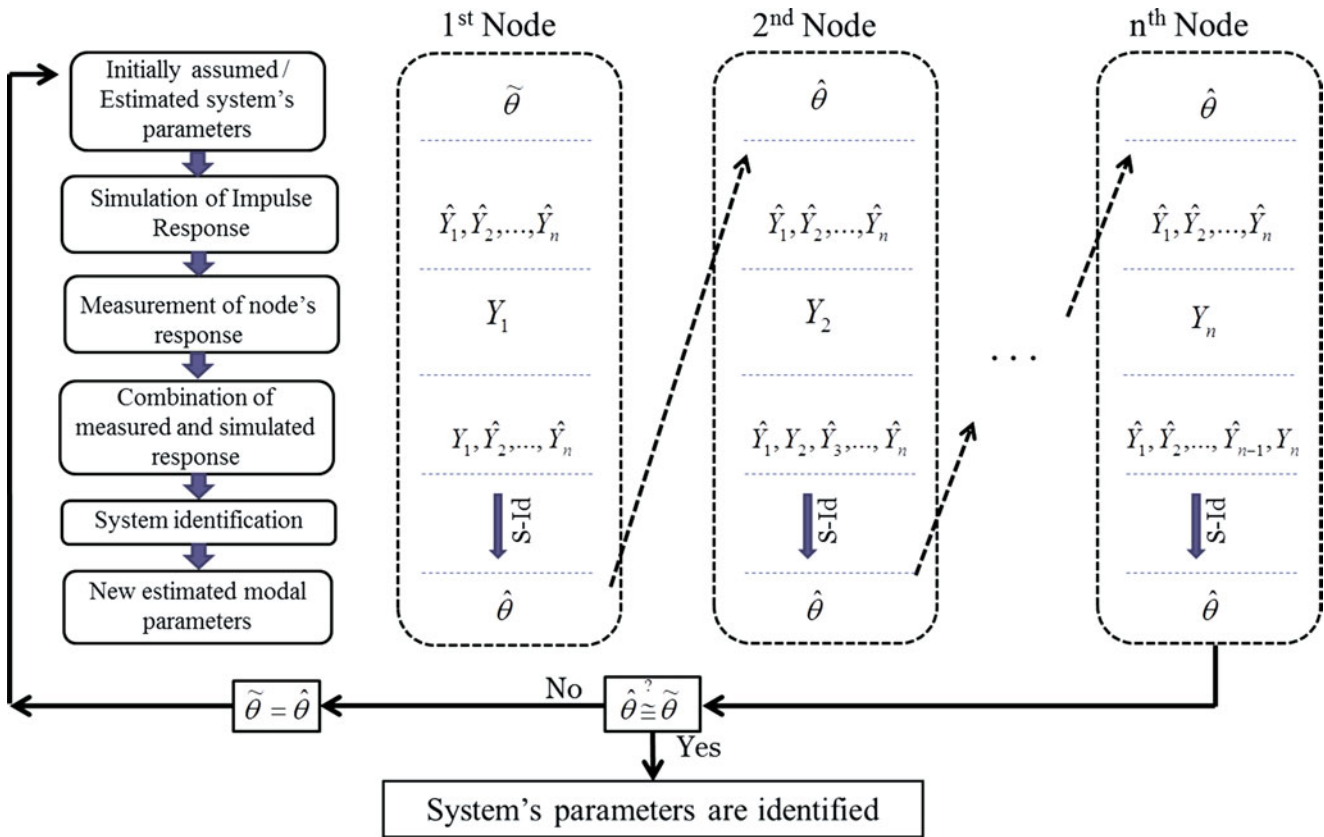 1st Node
2nd Node
nth Node
Initially assumed /
Estimated system's
parameters
Simulation of Impulse
Response
Measurement of node's
response
Combination of
measured and simulated
response
System identification
New estimated modal
parameters
θ̃
Ŷ₁, Ŷ₂,..., Ŷₙ
Y₁
Y₁, Ŷ₂,..., Ŷₙ
S-Id
θ̂
θ̂
Ŷ₁, Ŷ₂,..., Ŷₙ
Y₂
Ŷ₁, Y₂, Ŷ₃,..., Ŷₙ
S-Id
θ̂
. . .
θ̂
Ŷ₁, Ŷ₂,..., Ŷₙ
Yₙ
Ŷ₁, Ŷ₂,..., Ŷₙ₋₁, Yₙ
S-Id
θ̂
θ̃ = θ̂
No
θ̂ ≅? θ̃
Yes
System's parameters are identified